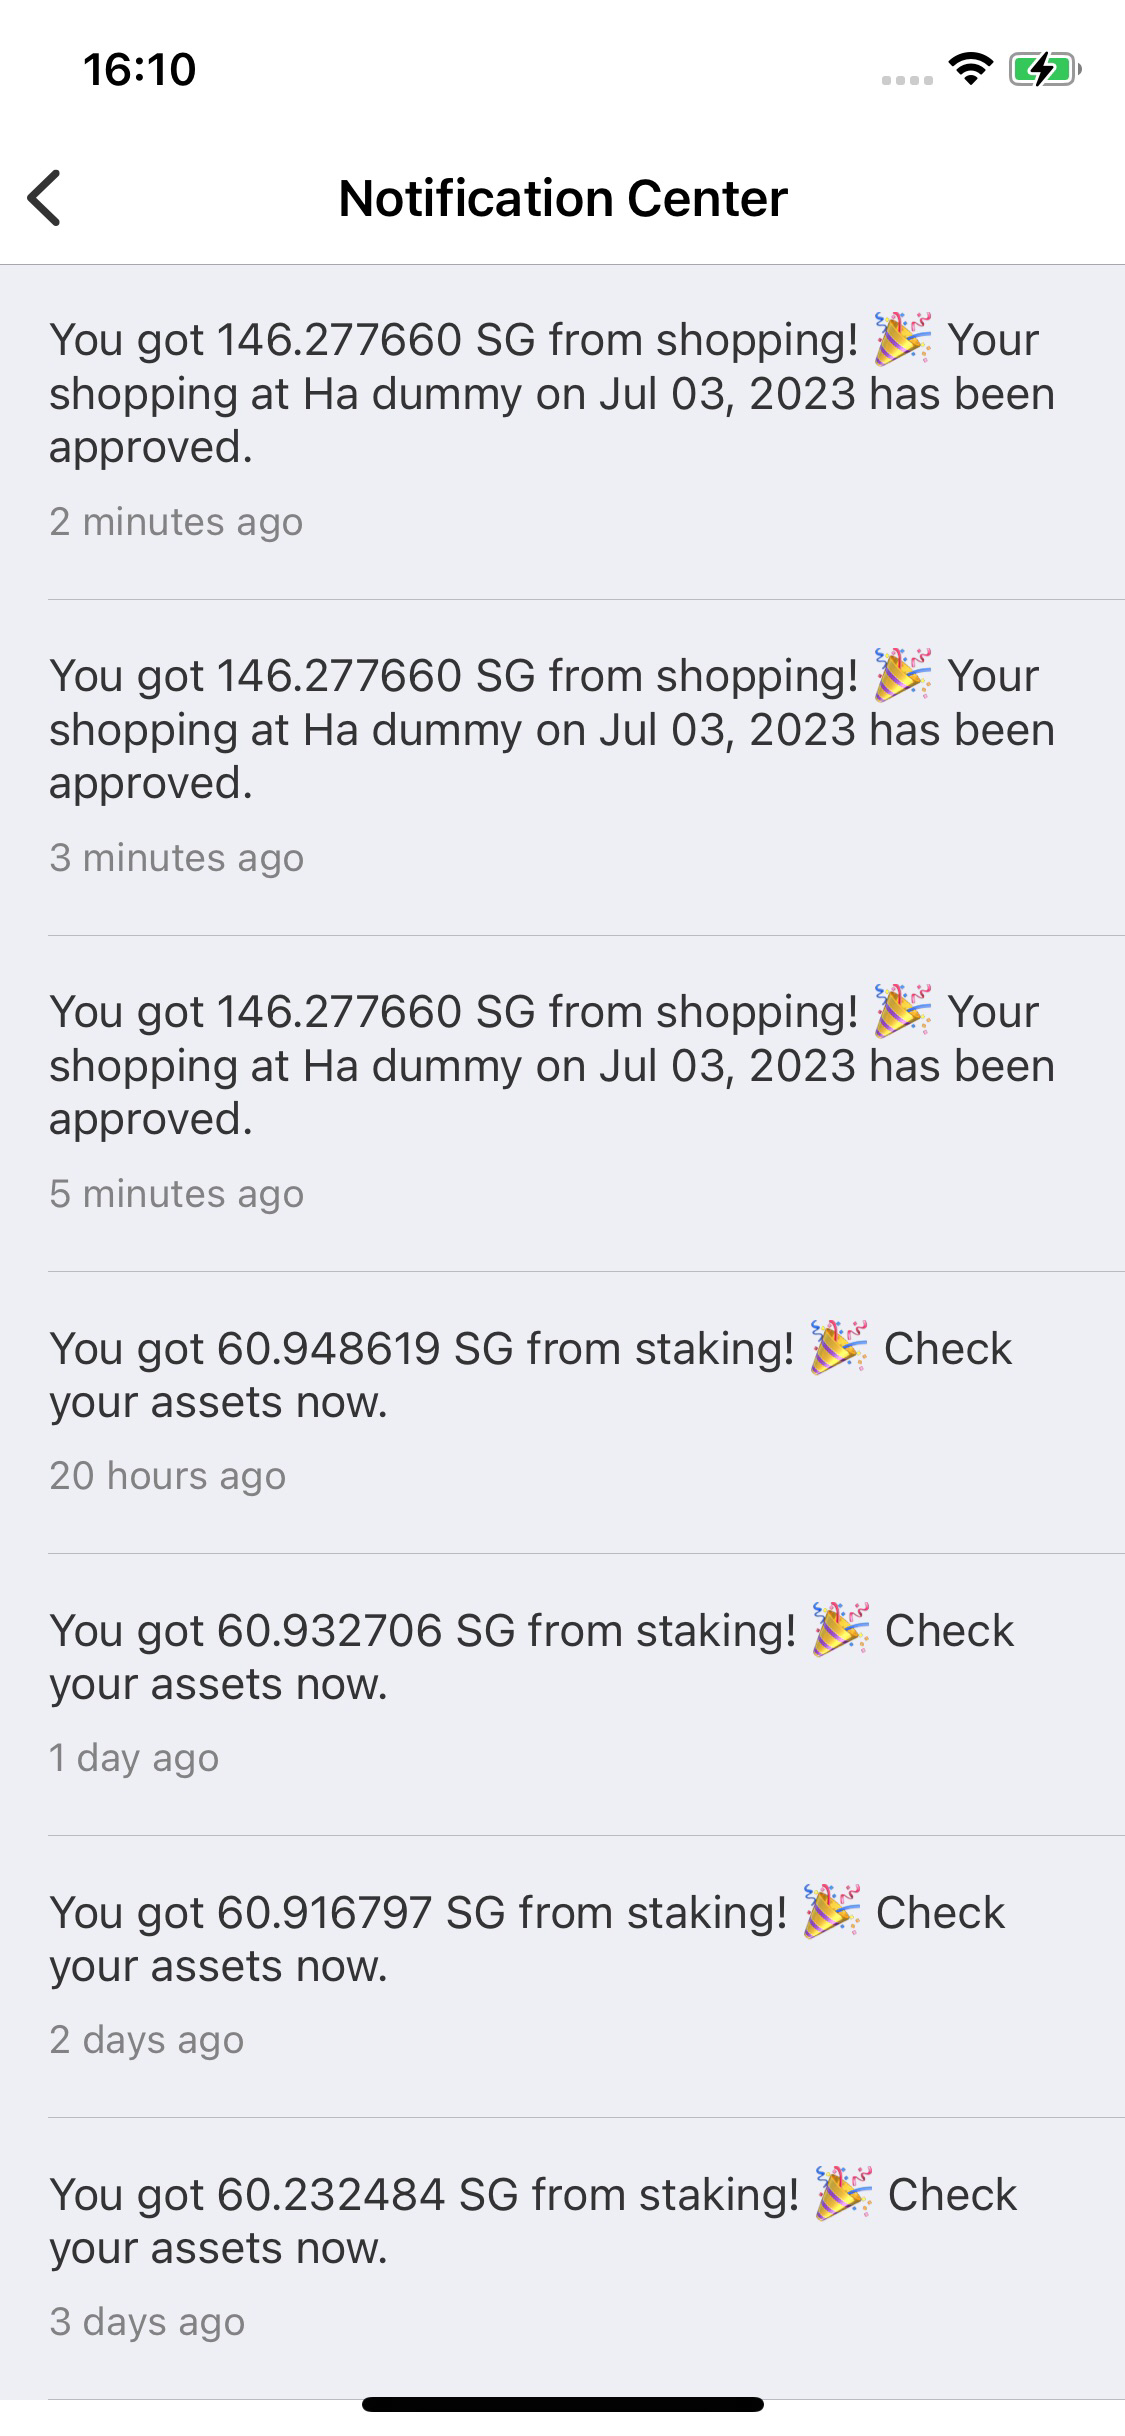 16:10
Notification Center
You got 146.277660 SG from shopping! 🎉 Your
shopping at Ha dummy on Jul 03, 2023 has been
approved.
2 minutes ago
You got 146.277660 SG from shopping! 🎉 Your
shopping at Ha dummy on Jul 03, 2023 has been
approved.
3 minutes ago
You got 146.277660 SG from shopping! 🎉 Your
shopping at Ha dummy on Jul 03, 2023 has been
approved.
5 minutes ago
You got 60.948619 SG from staking! 🎉 Check
your assets now.
20 hours ago
You got 60.932706 SG from staking! 🎉 Check
your assets now.
1 day ago
You got 60.916797 SG from staking! 🎉 Check
your assets now.
2 days ago
You got 60.232484 SG from staking! 🎉 Check
your assets now.
3 days ago